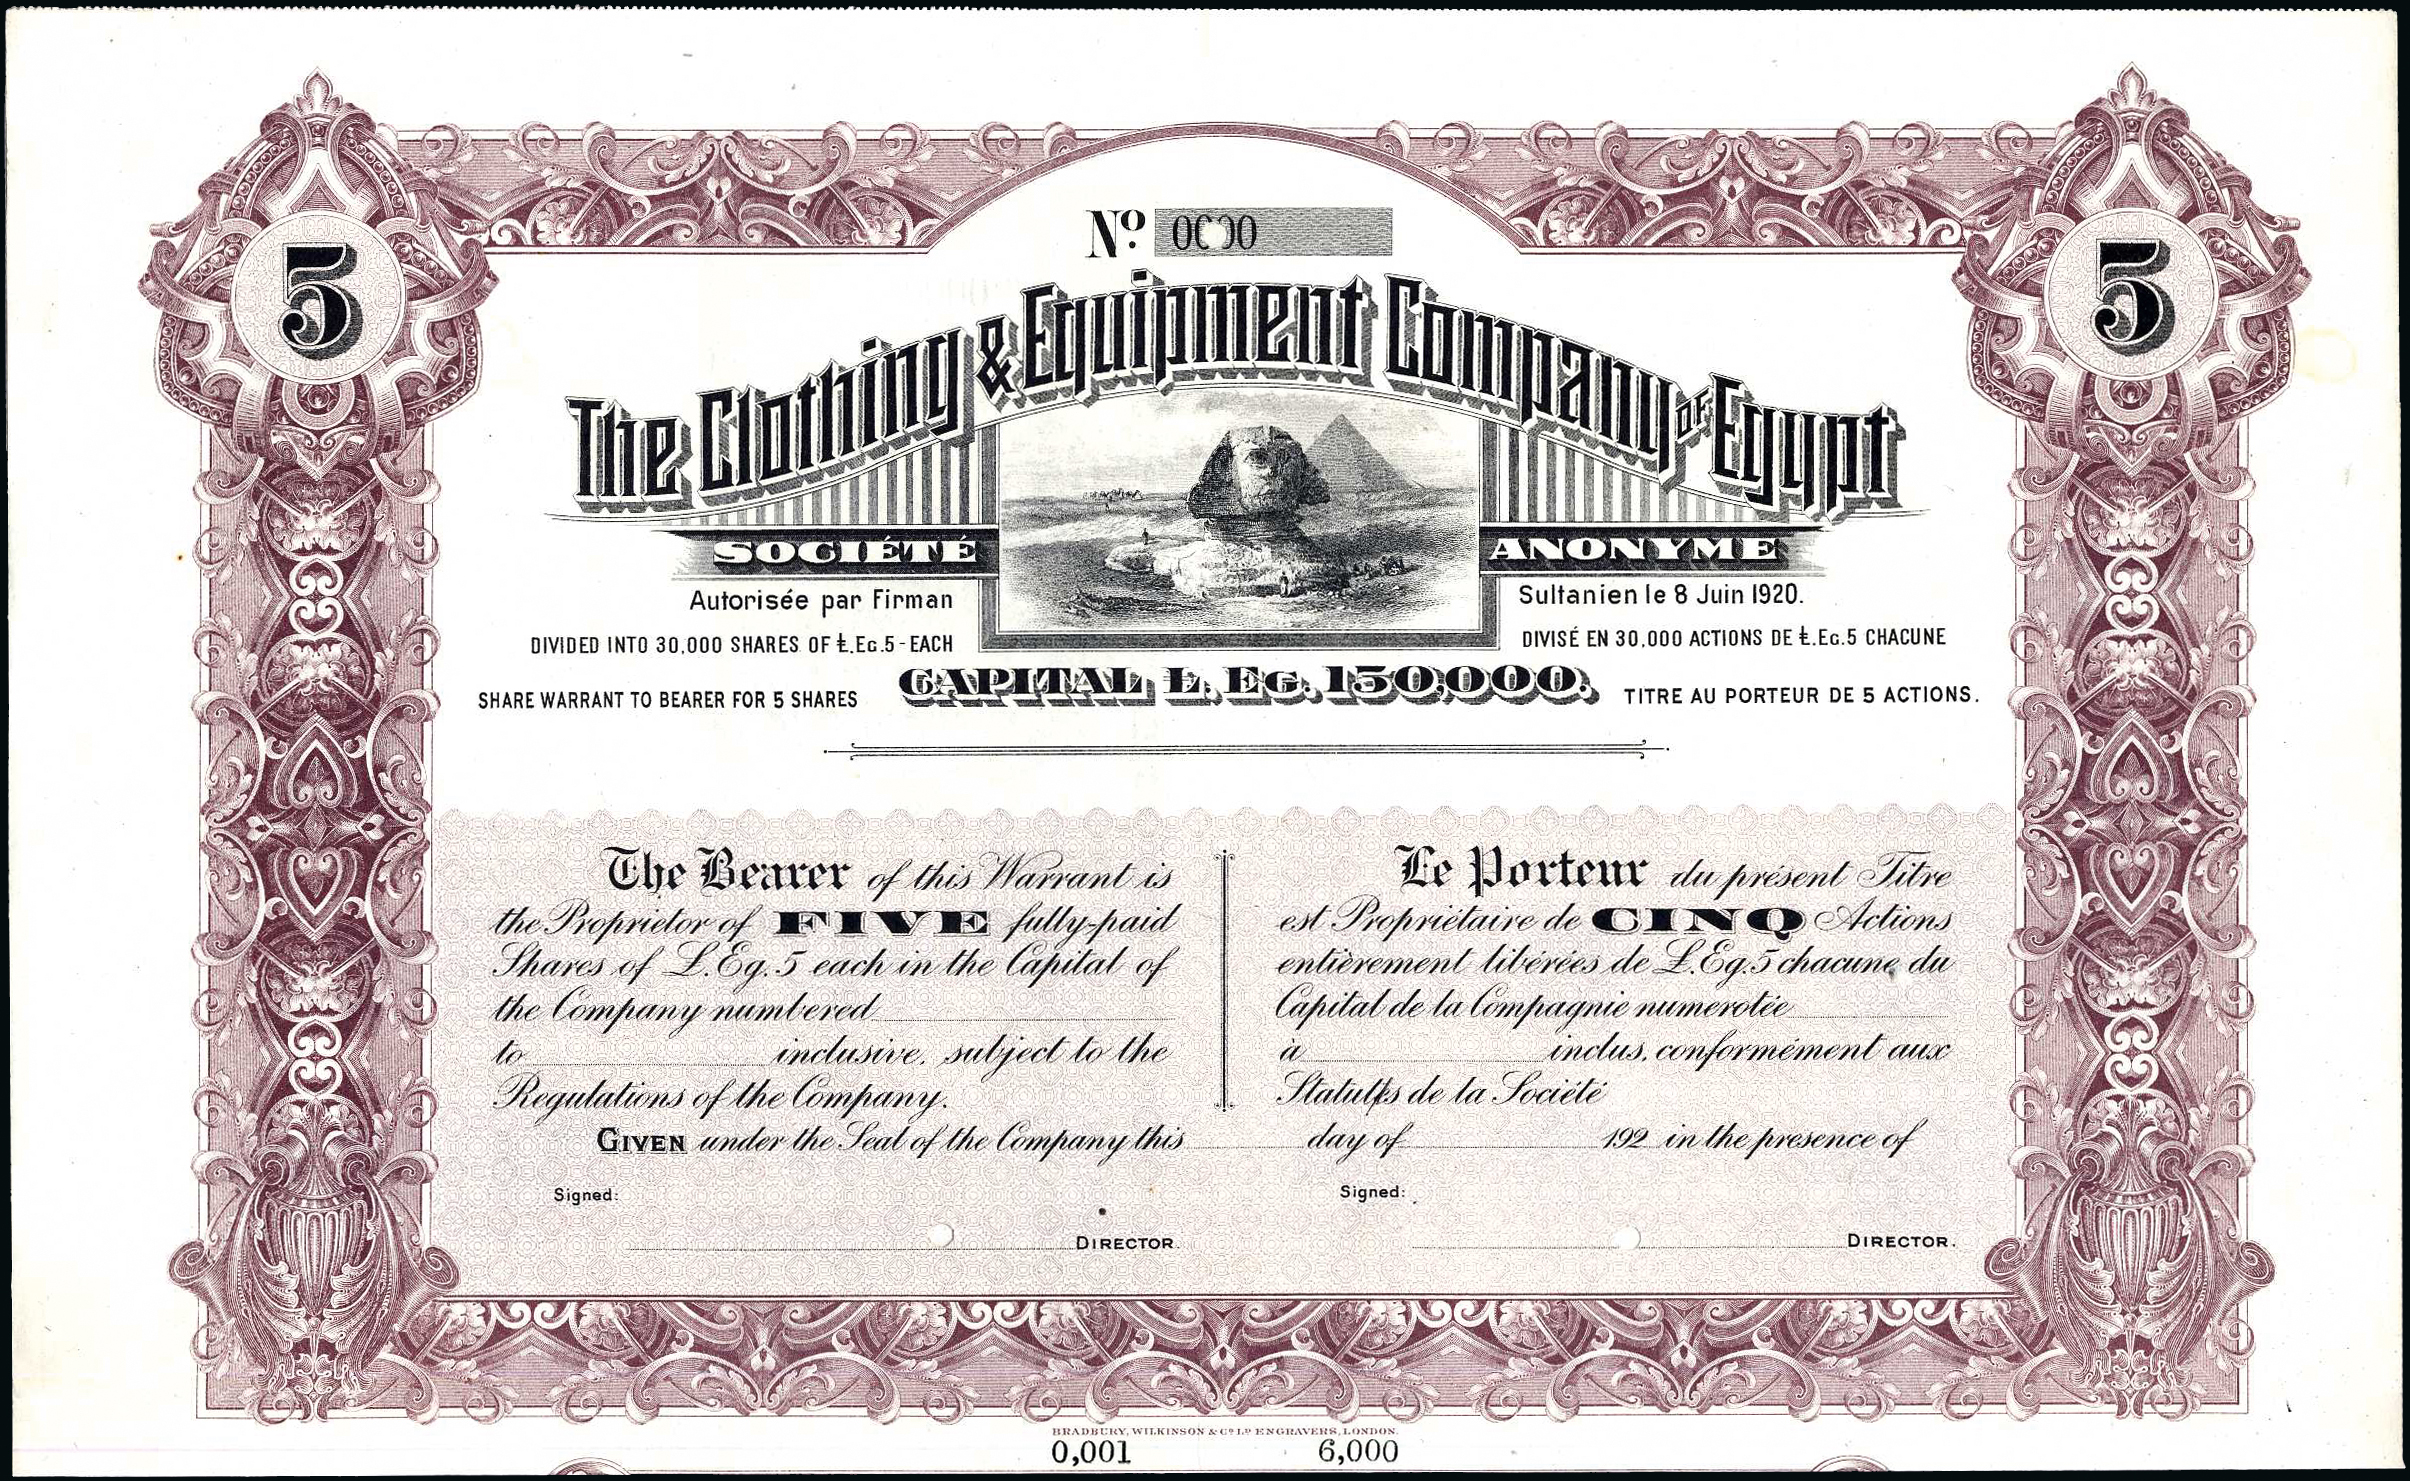 5
5
No. 0000
The Clothing & Equipment Company of Egypt
SOCIÉTÉ ANONYME
Autorisée par Firman Sultanien le 8 Juin 1920.
DIVIDED INTO 30,000 SHARES OF £.EG.5 - EACH
DIVISÉ EN 30,000 ACTIONS DE £.EG.5 CHACUNE
CAPITAL £.EG.150,000.
SHARE WARRANT TO BEARER FOR 5 SHARES
TITRE AU PORTEUR DE 5 ACTIONS.
The Bearer of this Warrant is
the Proprietor of FIVE fully-paid
Shares of £.Eg.5 each in the Capital of
the Company numbered
to inclusive, subject to the
Regulations of the Company.
Le Porteur du présent Titre
est Propriétaire de CINQ Actions
entièrement libérées de £.Eg.5 chacune du
Capital de la Compagnie numerotée
à inclus, conformément aux
Statutts de la Société
GIVEN under the Seal of the Company this day of 192 in the presence of
Signed:
Signed:
DIRECTOR.
DIRECTOR.
BRADBURY, WILKINSON & Co. Ld. ENGRAVERS, LONDON.
0,001 6,000